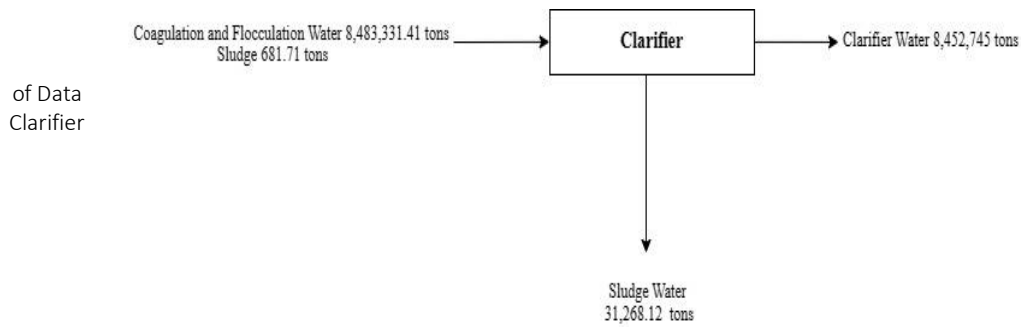 Coagulation and Flocculation Water 8,483,331.41 tons
Sludge 681.71 tons
Clarifier
Clarifier Water 8,452,745 tons
of Data
Clarifier
Sludge Water
31,268.12 tons